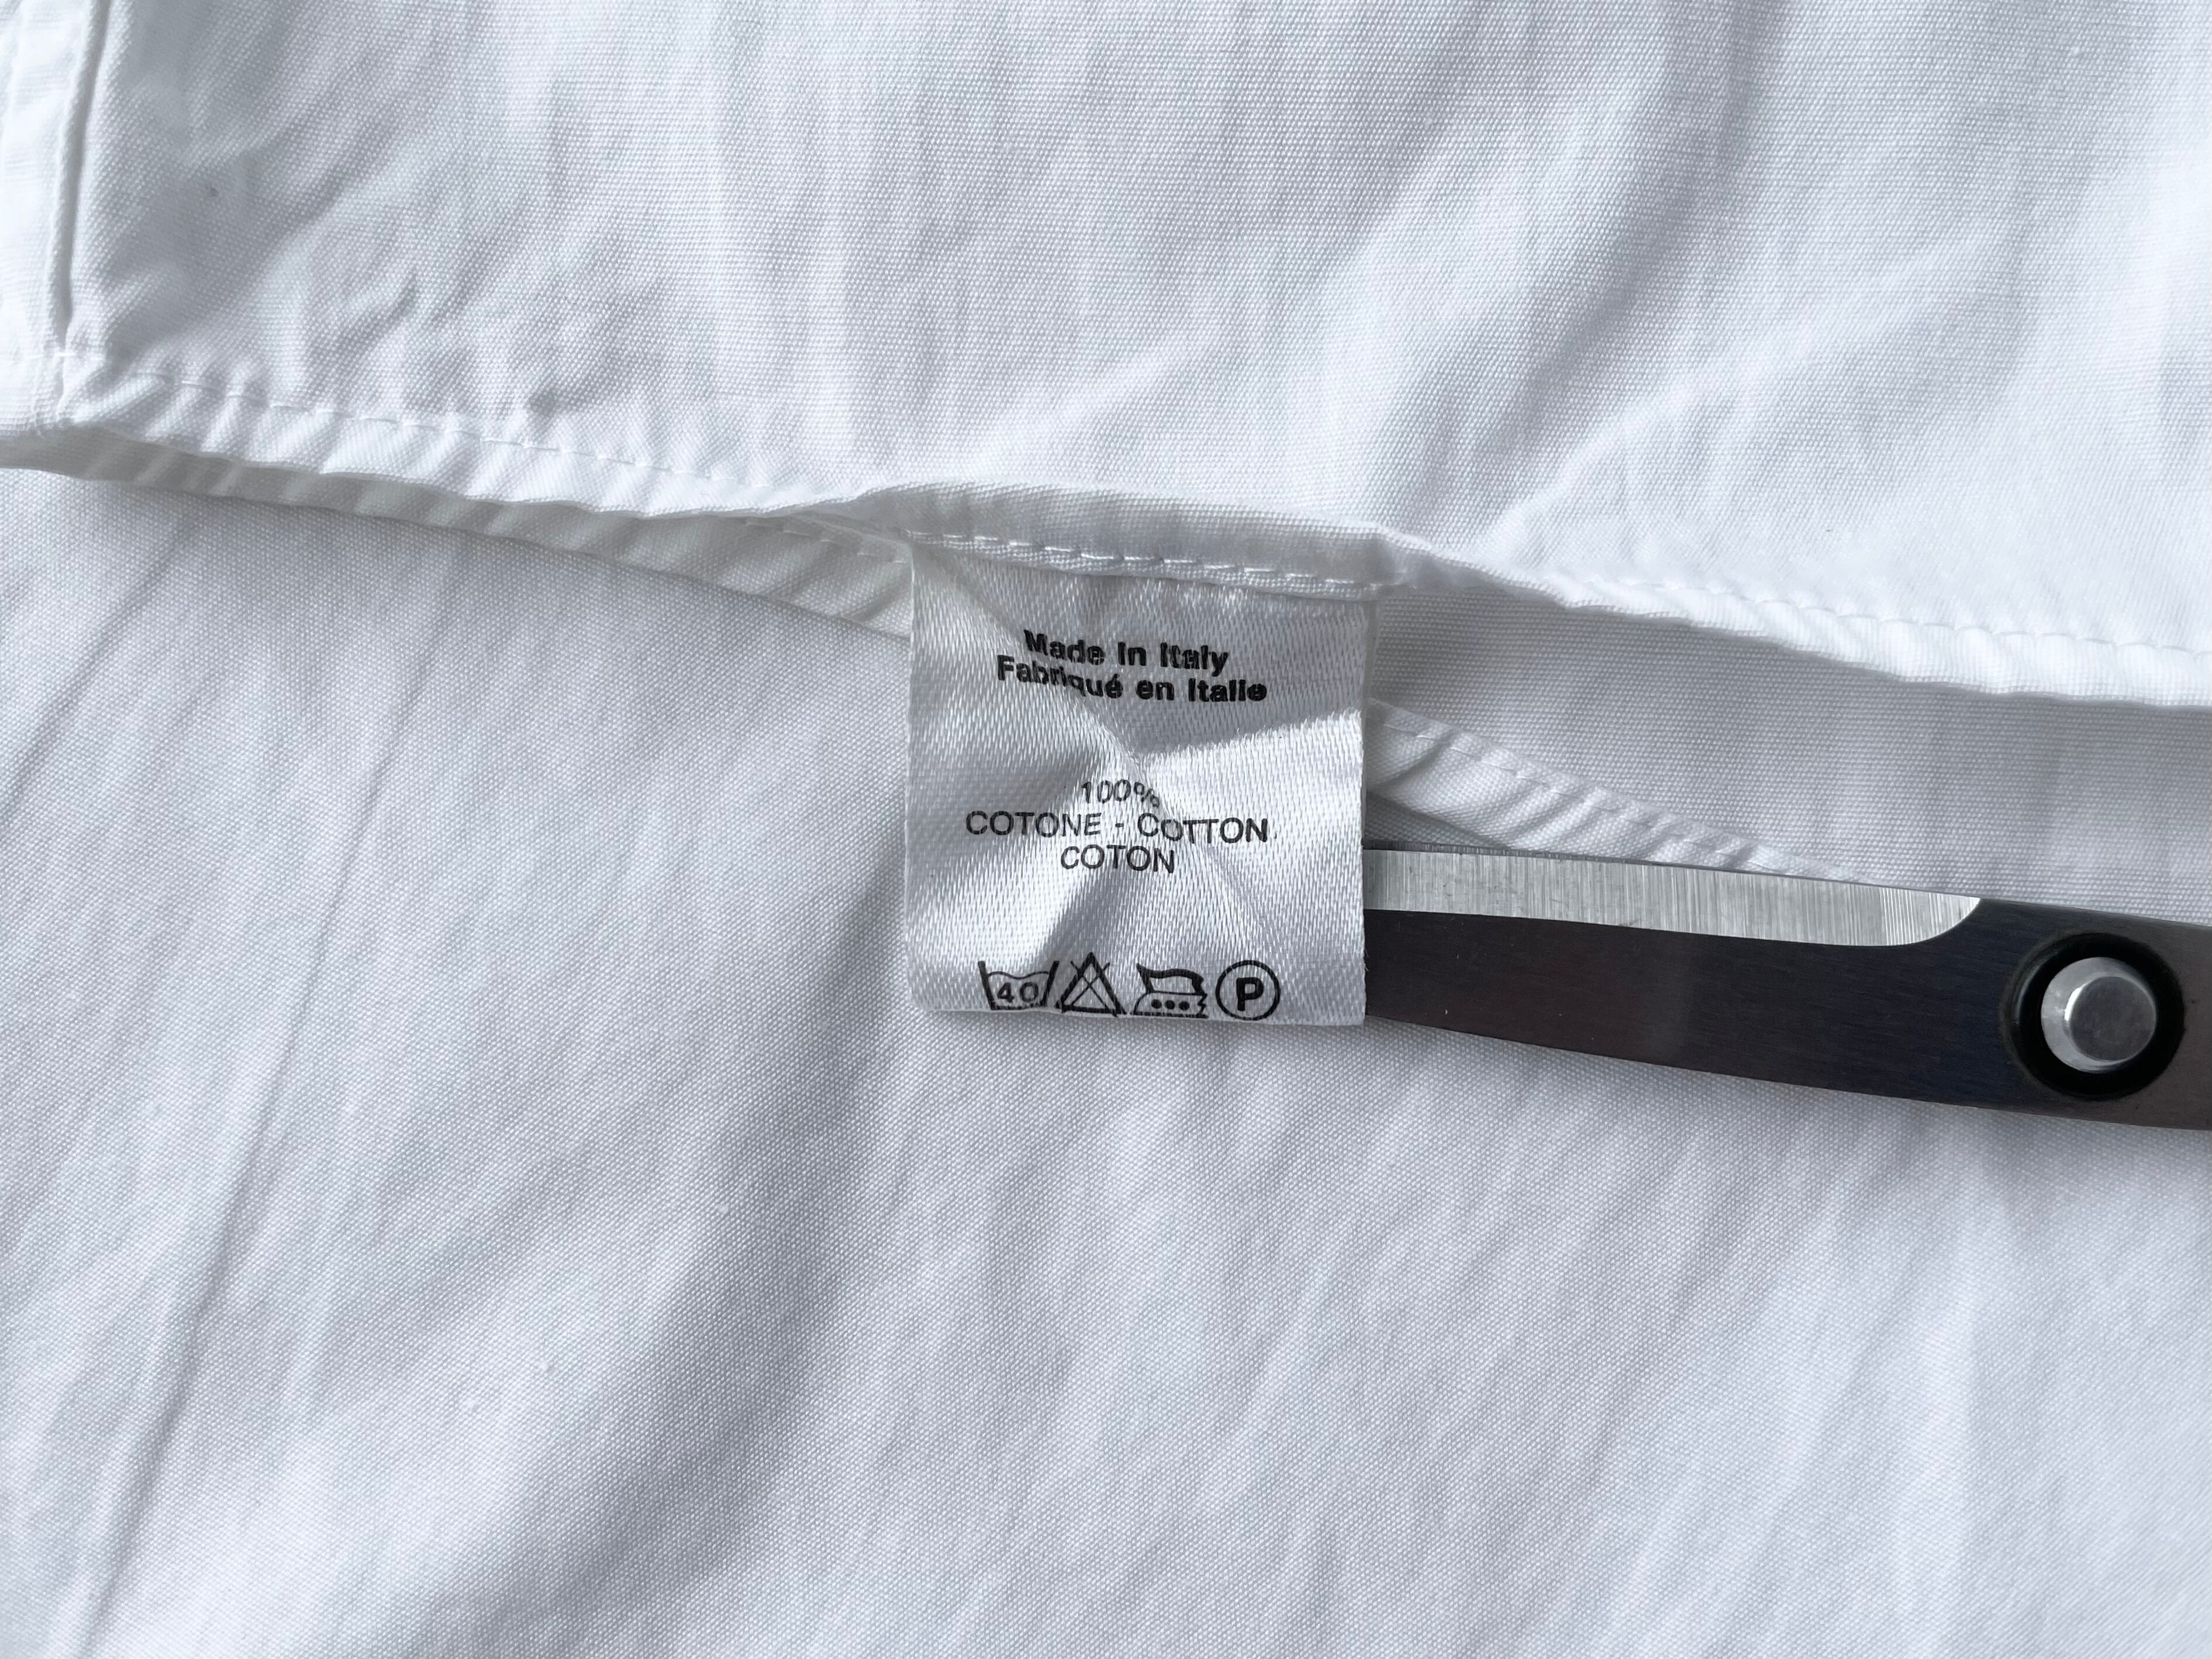 Made in Italy
Fabriqué en Italie
100%
COTONE - COTTON
COTON
40 P